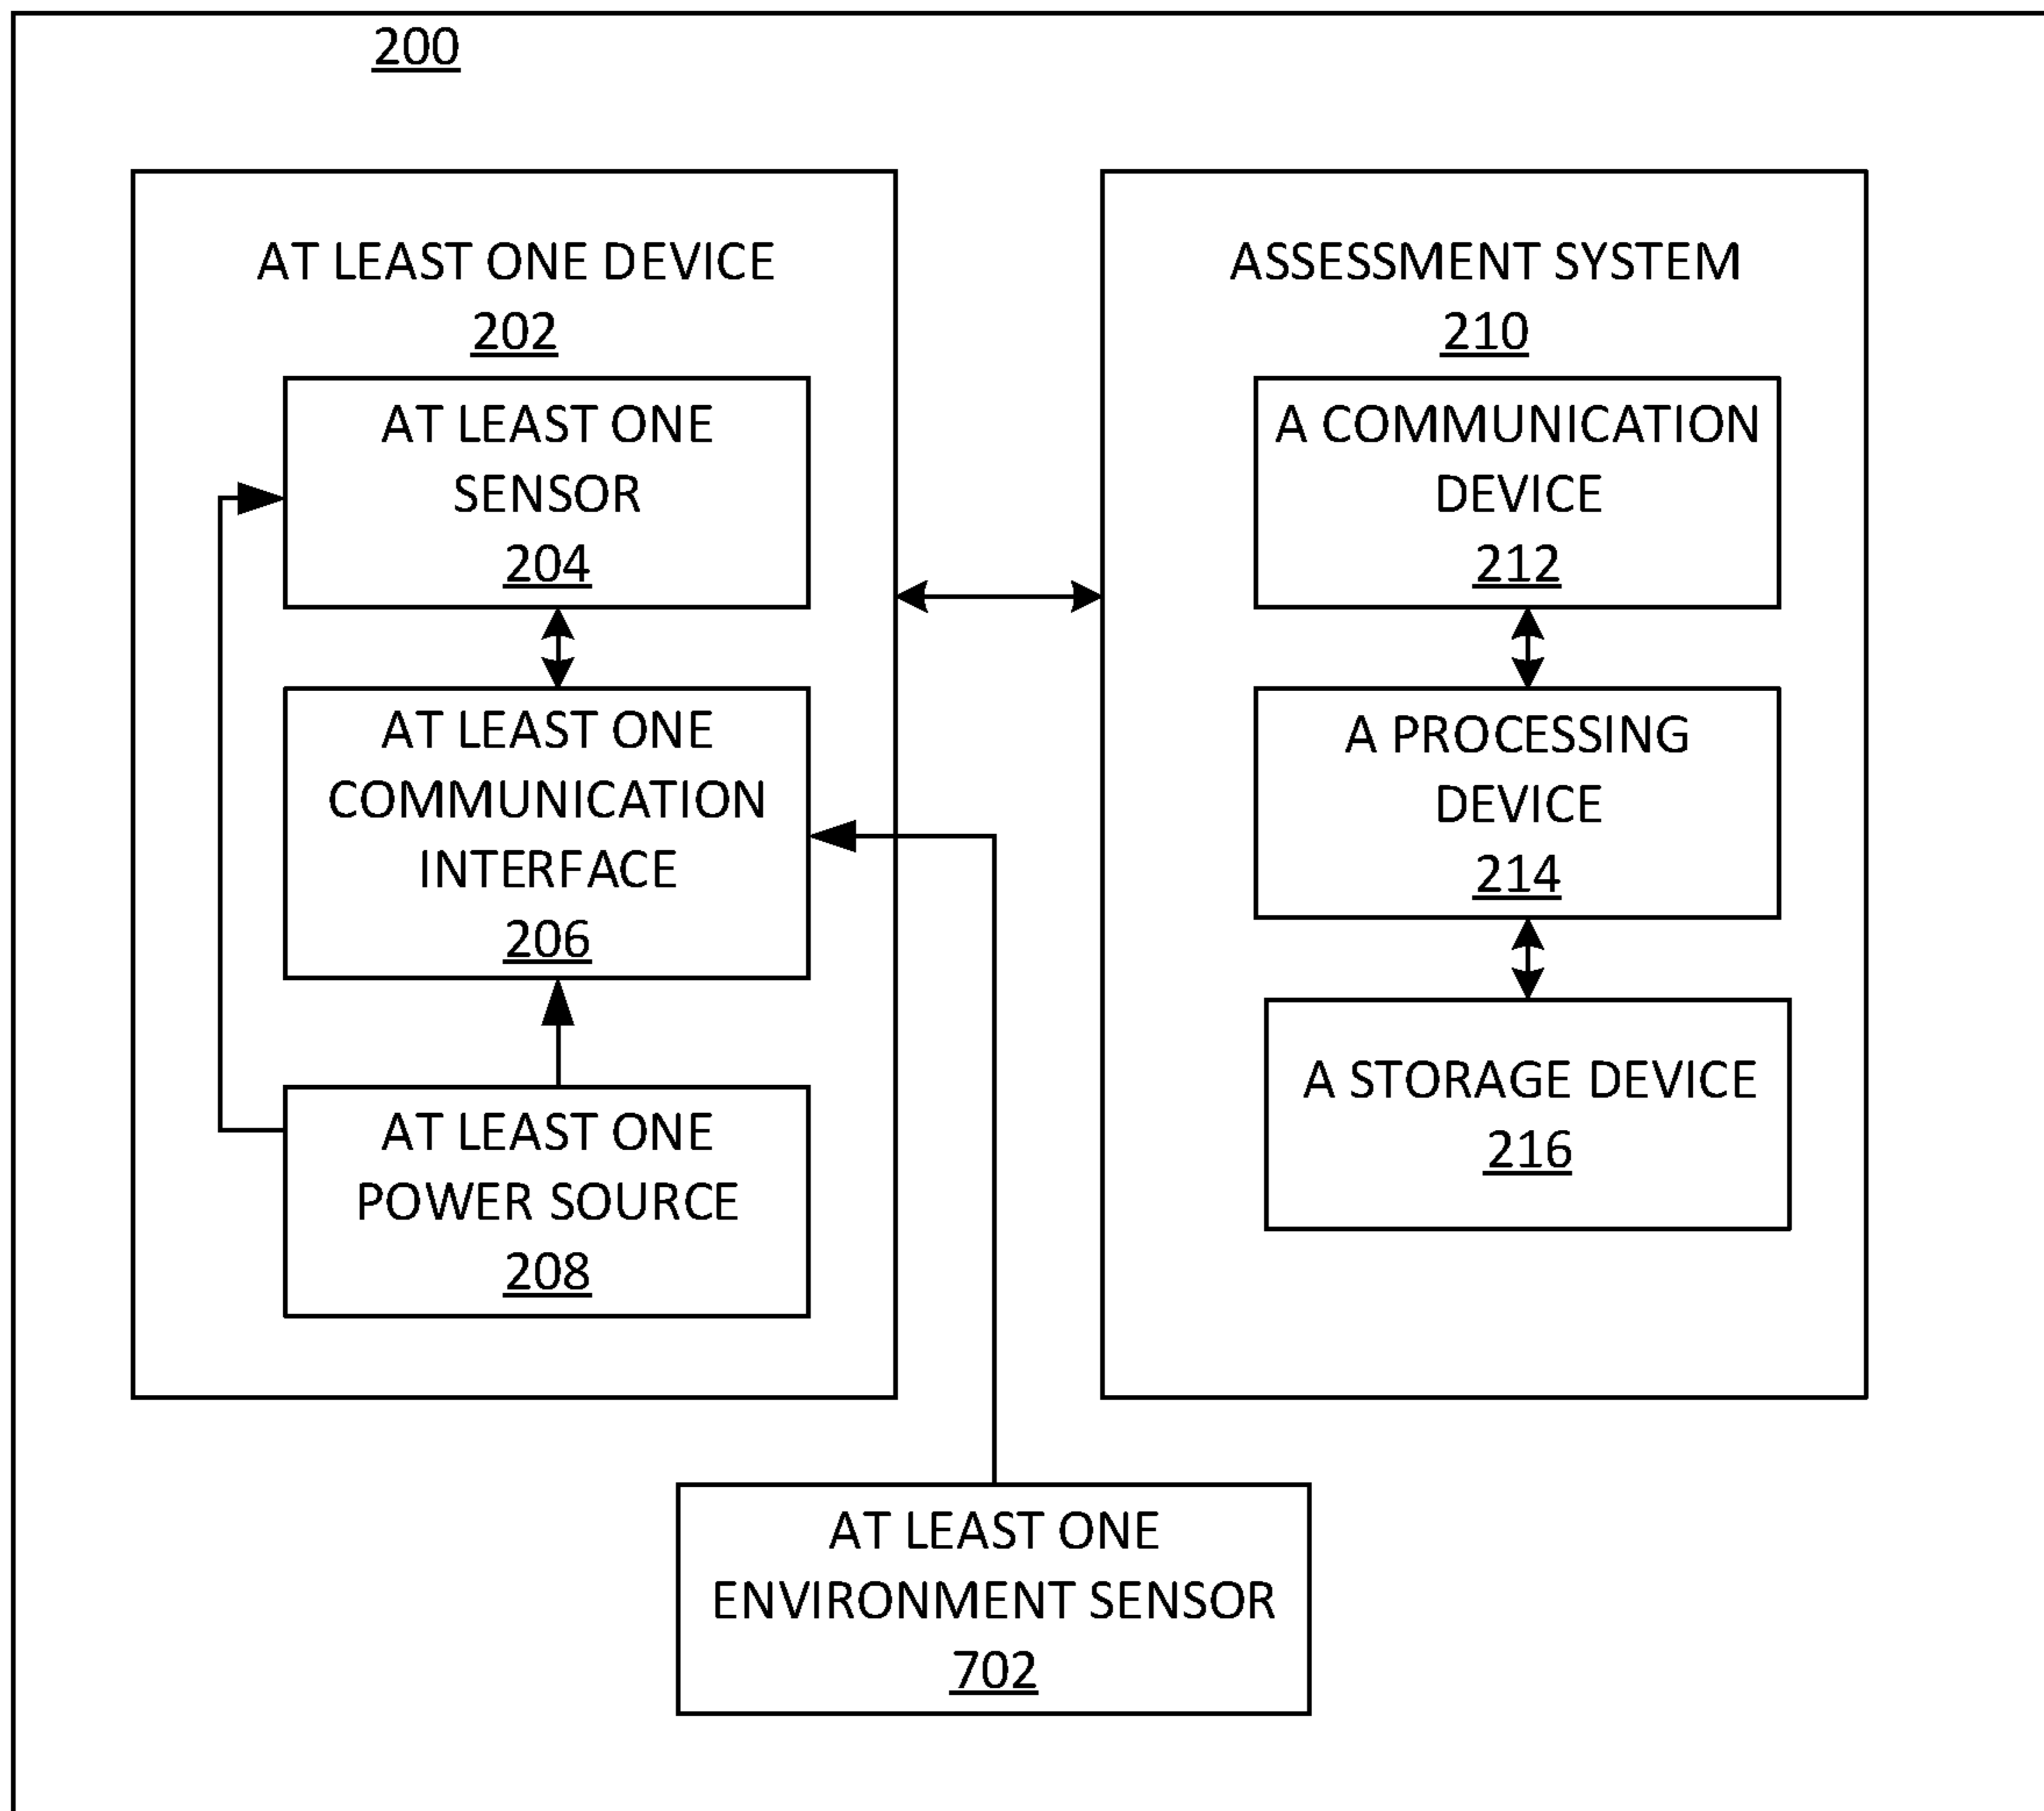 200
AT LEAST ONE DEVICE
202
AT LEAST ONE
SENSOR
204
AT LEAST ONE
COMMUNICATION
INTERFACE
206
AT LEAST ONE
POWER SOURCE
208
ASSESSMENT SYSTEM
210
A COMMUNICATION
DEVICE
212
A PROCESSING
DEVICE
214
A STORAGE DEVICE
216
AT LEAST ONE
ENVIRONMENT SENSOR
702